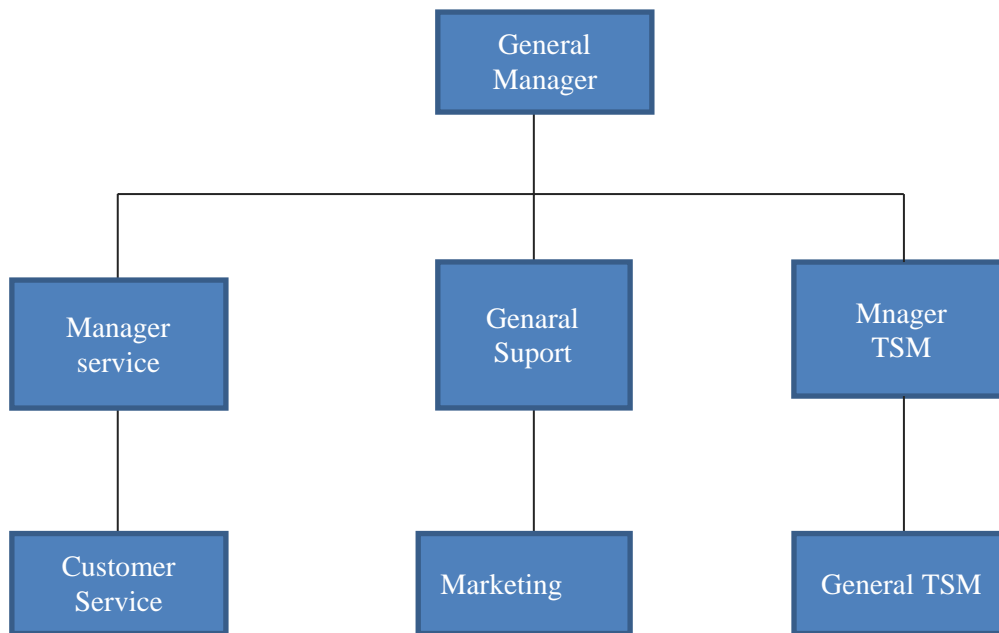 General
Manager
Manager
service
Genaral
Suport
Mnager
TSM
Customer
Service
Marketing
General TSM